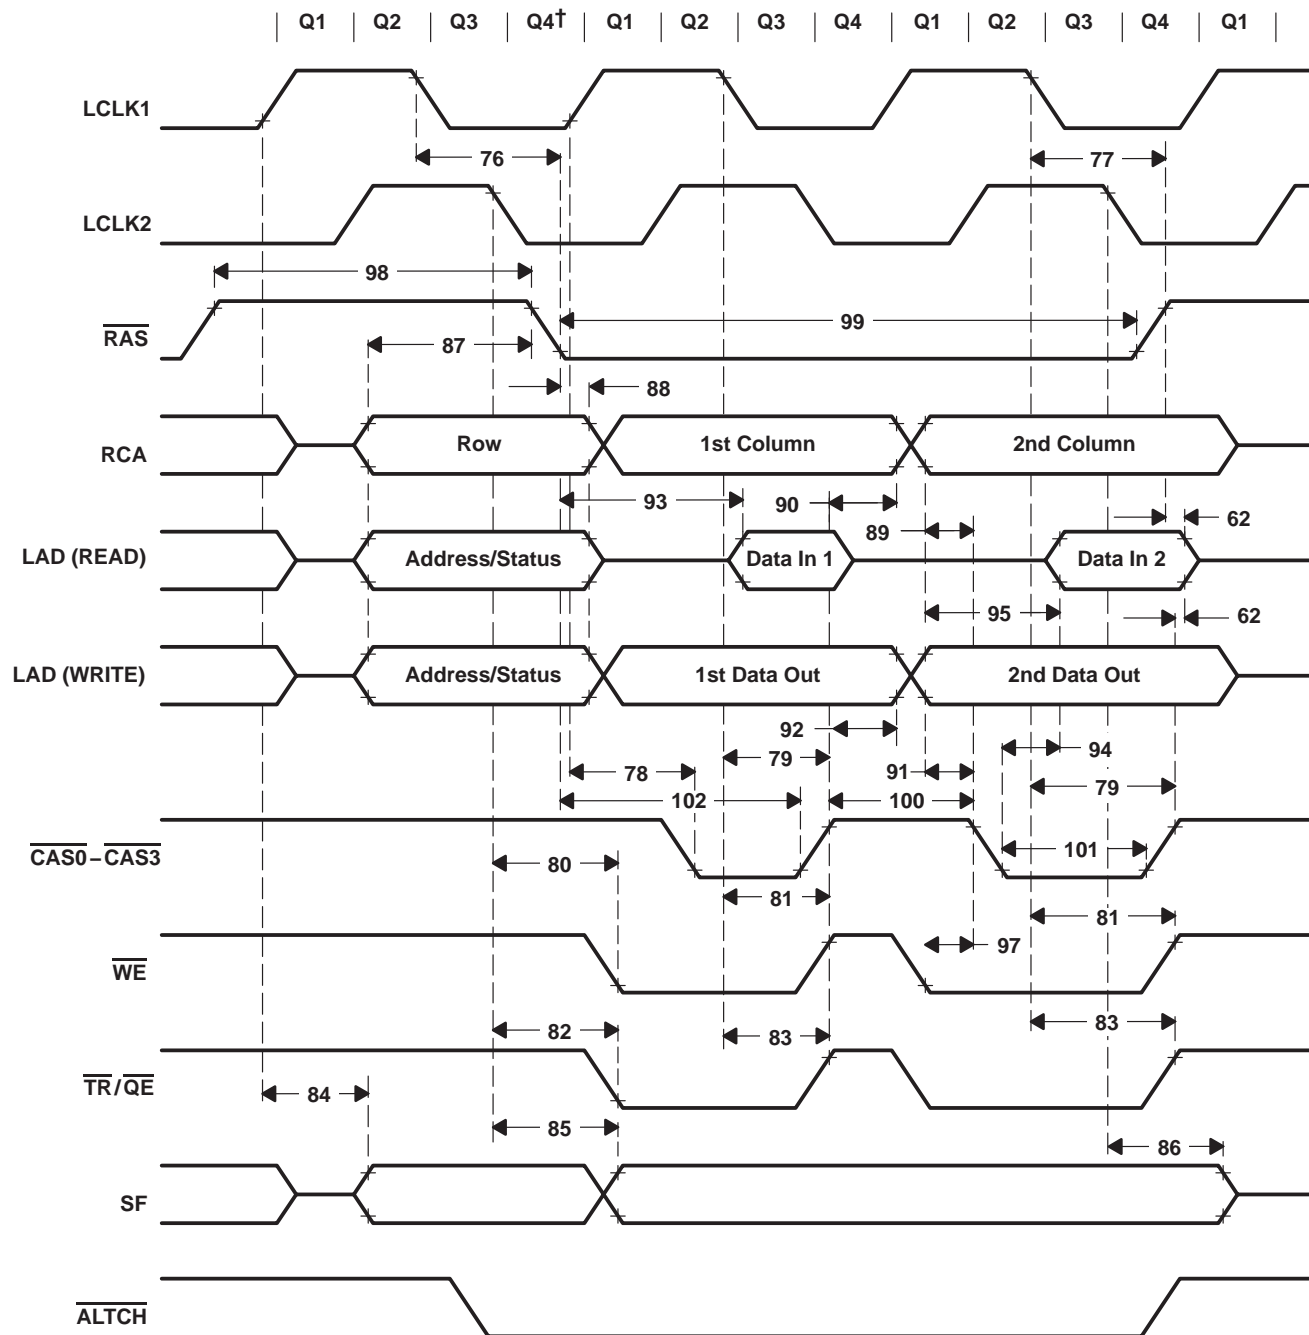 Q1 Q2 Q3 Q4† Q1 Q2 Q3 Q4 Q1 Q2 Q3 Q4 Q1
LCLK1
76 77
LCLK2
98
RAS
99
87
88
RCA Row 1st Column 2nd Column
93 90
89 62
LAD (READ) Address/Status Data In 1 Data In 2
95 62
LAD (WRITE) Address/Status 1st Data Out 2nd Data Out
92
79 94
78 91
79
102 100
CAS0–CAS3 101
80
81
81
97
WE
82 83 83
TR/QE
84
85
86
SF
ALTCH